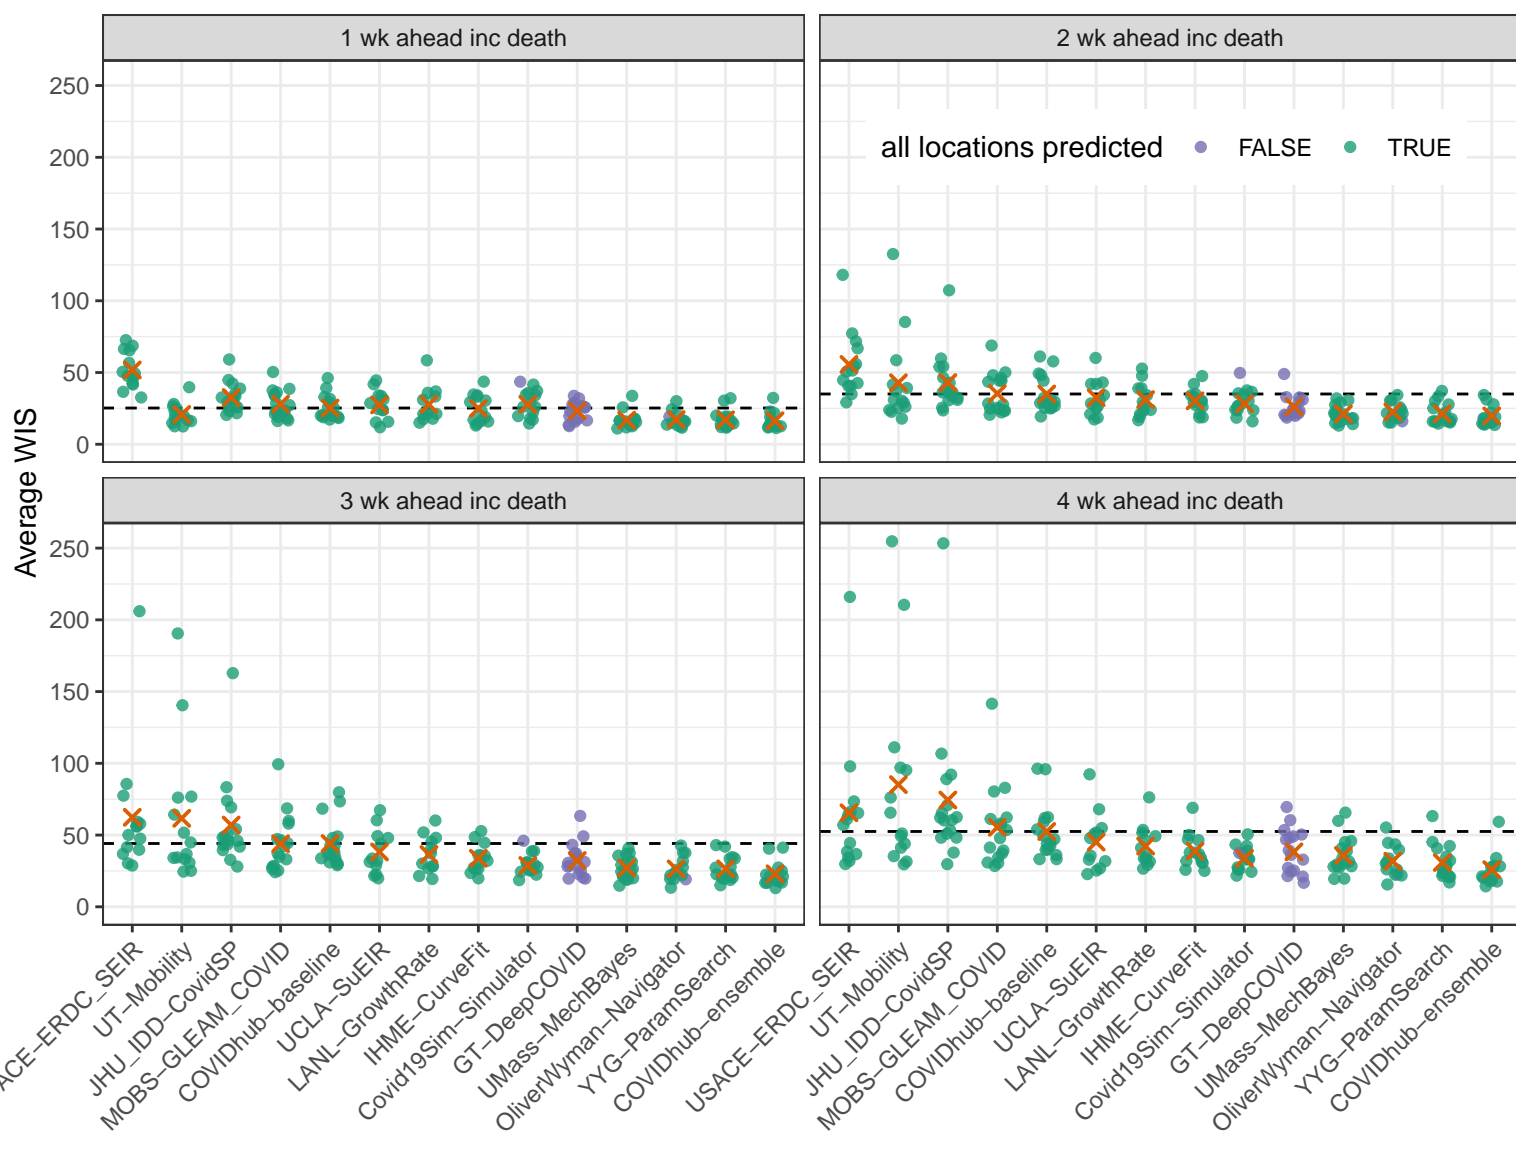 1 wk ahead inc death
2 wk ahead inc death
250
200
150
100
50
0
all locations predicted FALSE TRUE
Average WIS
3 wk ahead inc death
4 wk ahead inc death
250
200
150
100
50
0
ACE−ERDC_SEIR
UT−Mobility
JHU_IDD−CovidSP
MOBS−GLEAM_COVID
COVIDhub−baseline
UCLA−SuEIR
LANL−GrowthRate
IHME−CurveFit
Covid19Sim−Simulator
GT−DeepCOVID
UMass−MechBayes
OliverWyman−Navigator
YYG−ParamSearch
COVIDhub−ensemble
USACE−ERDC_SEIR
UT−Mobility
JHU_IDD−CovidSP
MOBS−GLEAM_COVID
COVIDhub−baseline
UCLA−SuEIR
LANL−GrowthRate
IHME−CurveFit
Covid19Sim−Simulator
GT−DeepCOVID
UMass−MechBayes
OliverWyman−Navigator
YYG−ParamSearch
COVIDhub−ensemble